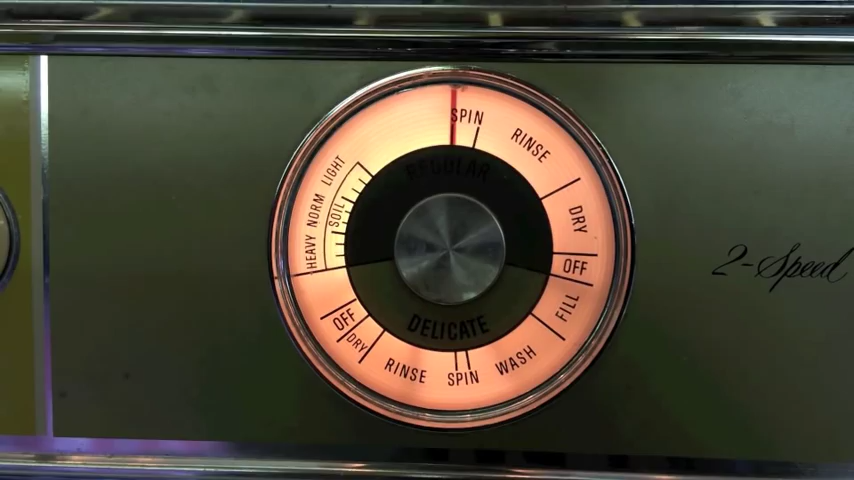 SPIN
RINSE
DRY
OFF
FILL
WASH
SPIN
RINSE
DRY
OFF
HEAVY NORM LIGHT
SOIL
REGULAR
DELICATE
2-Speed